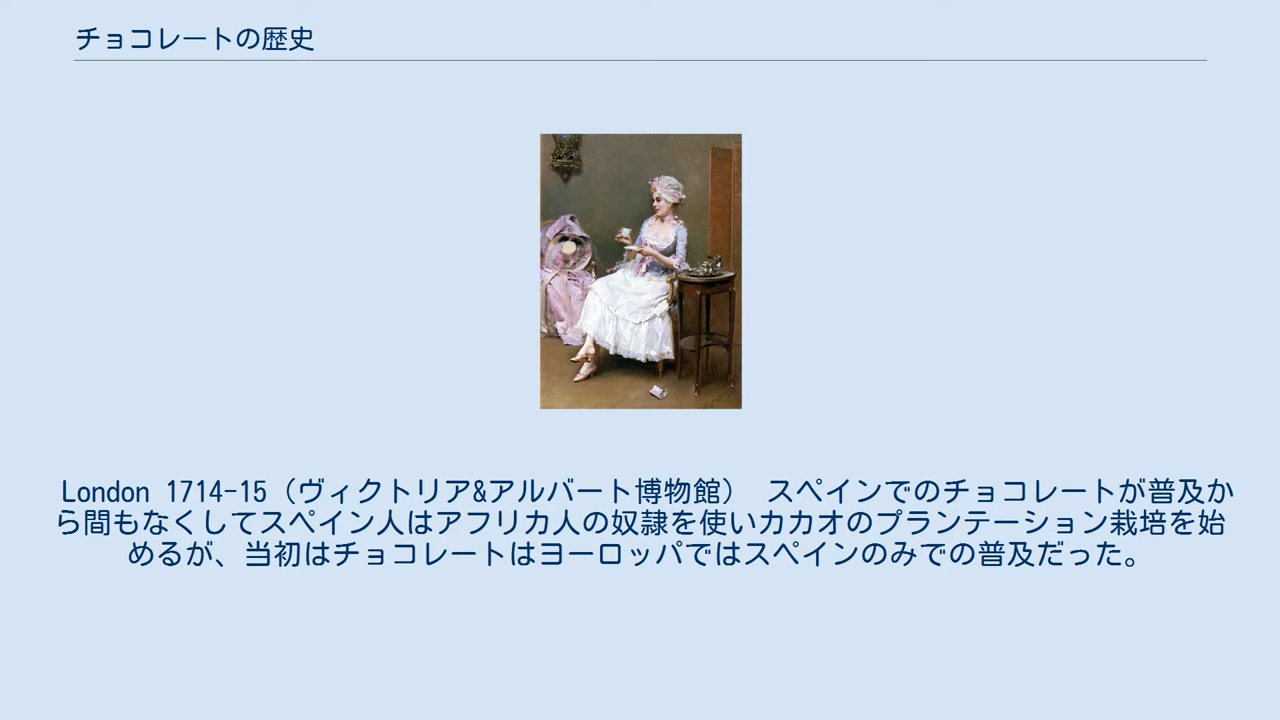 チョコレートの歴史
London 1714-15（ヴィクトリア&アルバート博物館） スペインでのチョコレートが普及か
ら間もなくしてスペイン人はアフリカ人の奴隷を使いカカオのプランテーション栽培を始
めるが、当初はチョコレートはヨーロッパではスペインのみでの普及だった。